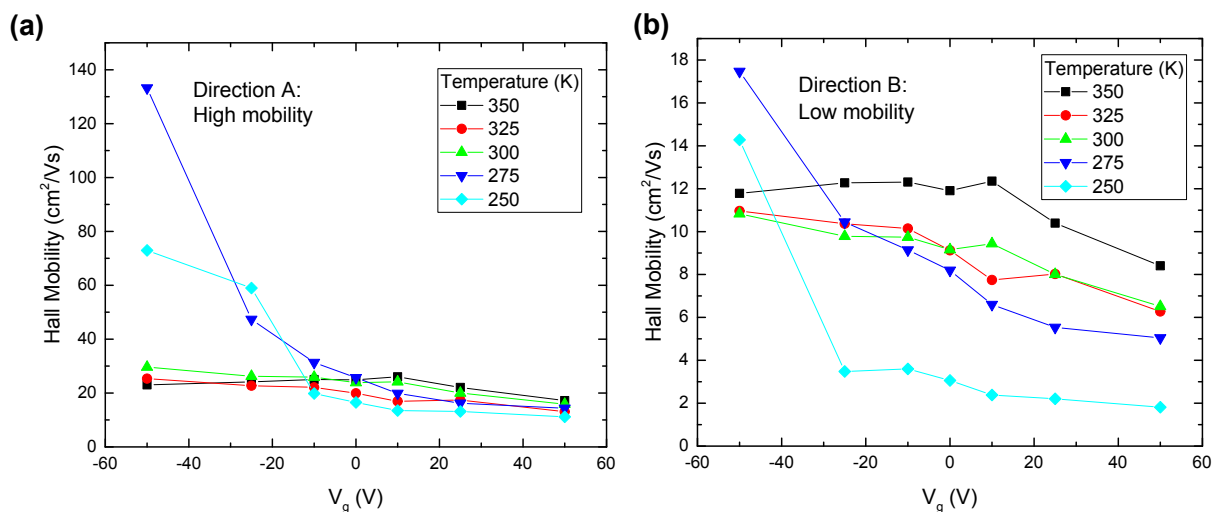 (a)
140
120
100
80
60
40
20
0
Hall Mobility (cm²/Vs)
Direction A:
High mobility
Temperature (K)
350
325
300
275
250
-60 -40 -20 0 20 40 60
V_g (V)
(b)
18
16
14
12
10
8
6
4
2
0
Hall Mobility (cm²/Vs)
Direction B:
Low mobility
Temperature (K)
350
325
300
275
250
-60 -40 -20 0 20 40 60
V_g (V)